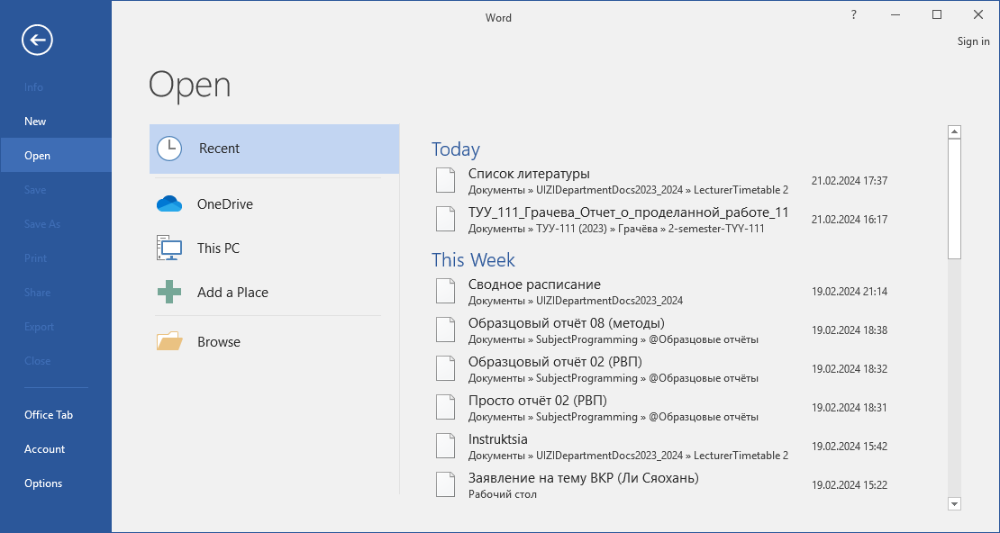 Word
?
Sign in
Info
New
Open
Save
Save As
Print
Share
Export
Close
Office Tab
Account
Options
Open
Recent
OneDrive
This PC
Add a Place
Browse
Today
Список литературы
21.02.2024 17:37
Документы » UIZIDepartmentDocs2023_2024 » LecturerTimetable 2
ТУУ_111_Грачева_Отчет_о_проделанной_работе_11
21.02.2024 16:17
Документы » ТУУ-111 (2023) » Грачёва » 2-semester-TYY-111
This Week
Сводное расписание
19.02.2024 21:14
Документы » UIZIDepartmentDocs2023_2024
Образцовый отчёт 08 (методы)
19.02.2024 18:38
Документы » SubjectProgramming » @Образцовые отчёты
Образцовый отчёт 02 (РВП)
19.02.2024 18:32
Документы » SubjectProgramming » @Образцовые отчёты
Просто отчёт 02 (РВП)
19.02.2024 18:31
Документы » SubjectProgramming » @Образцовые отчёты
Instruktsia
19.02.2024 15:42
Документы » UIZIDepartmentDocs2023_2024 » LecturerTimetable 2
Заявление на тему ВКР (Ли Сяохань)
19.02.2024 15:22
Рабочий стол